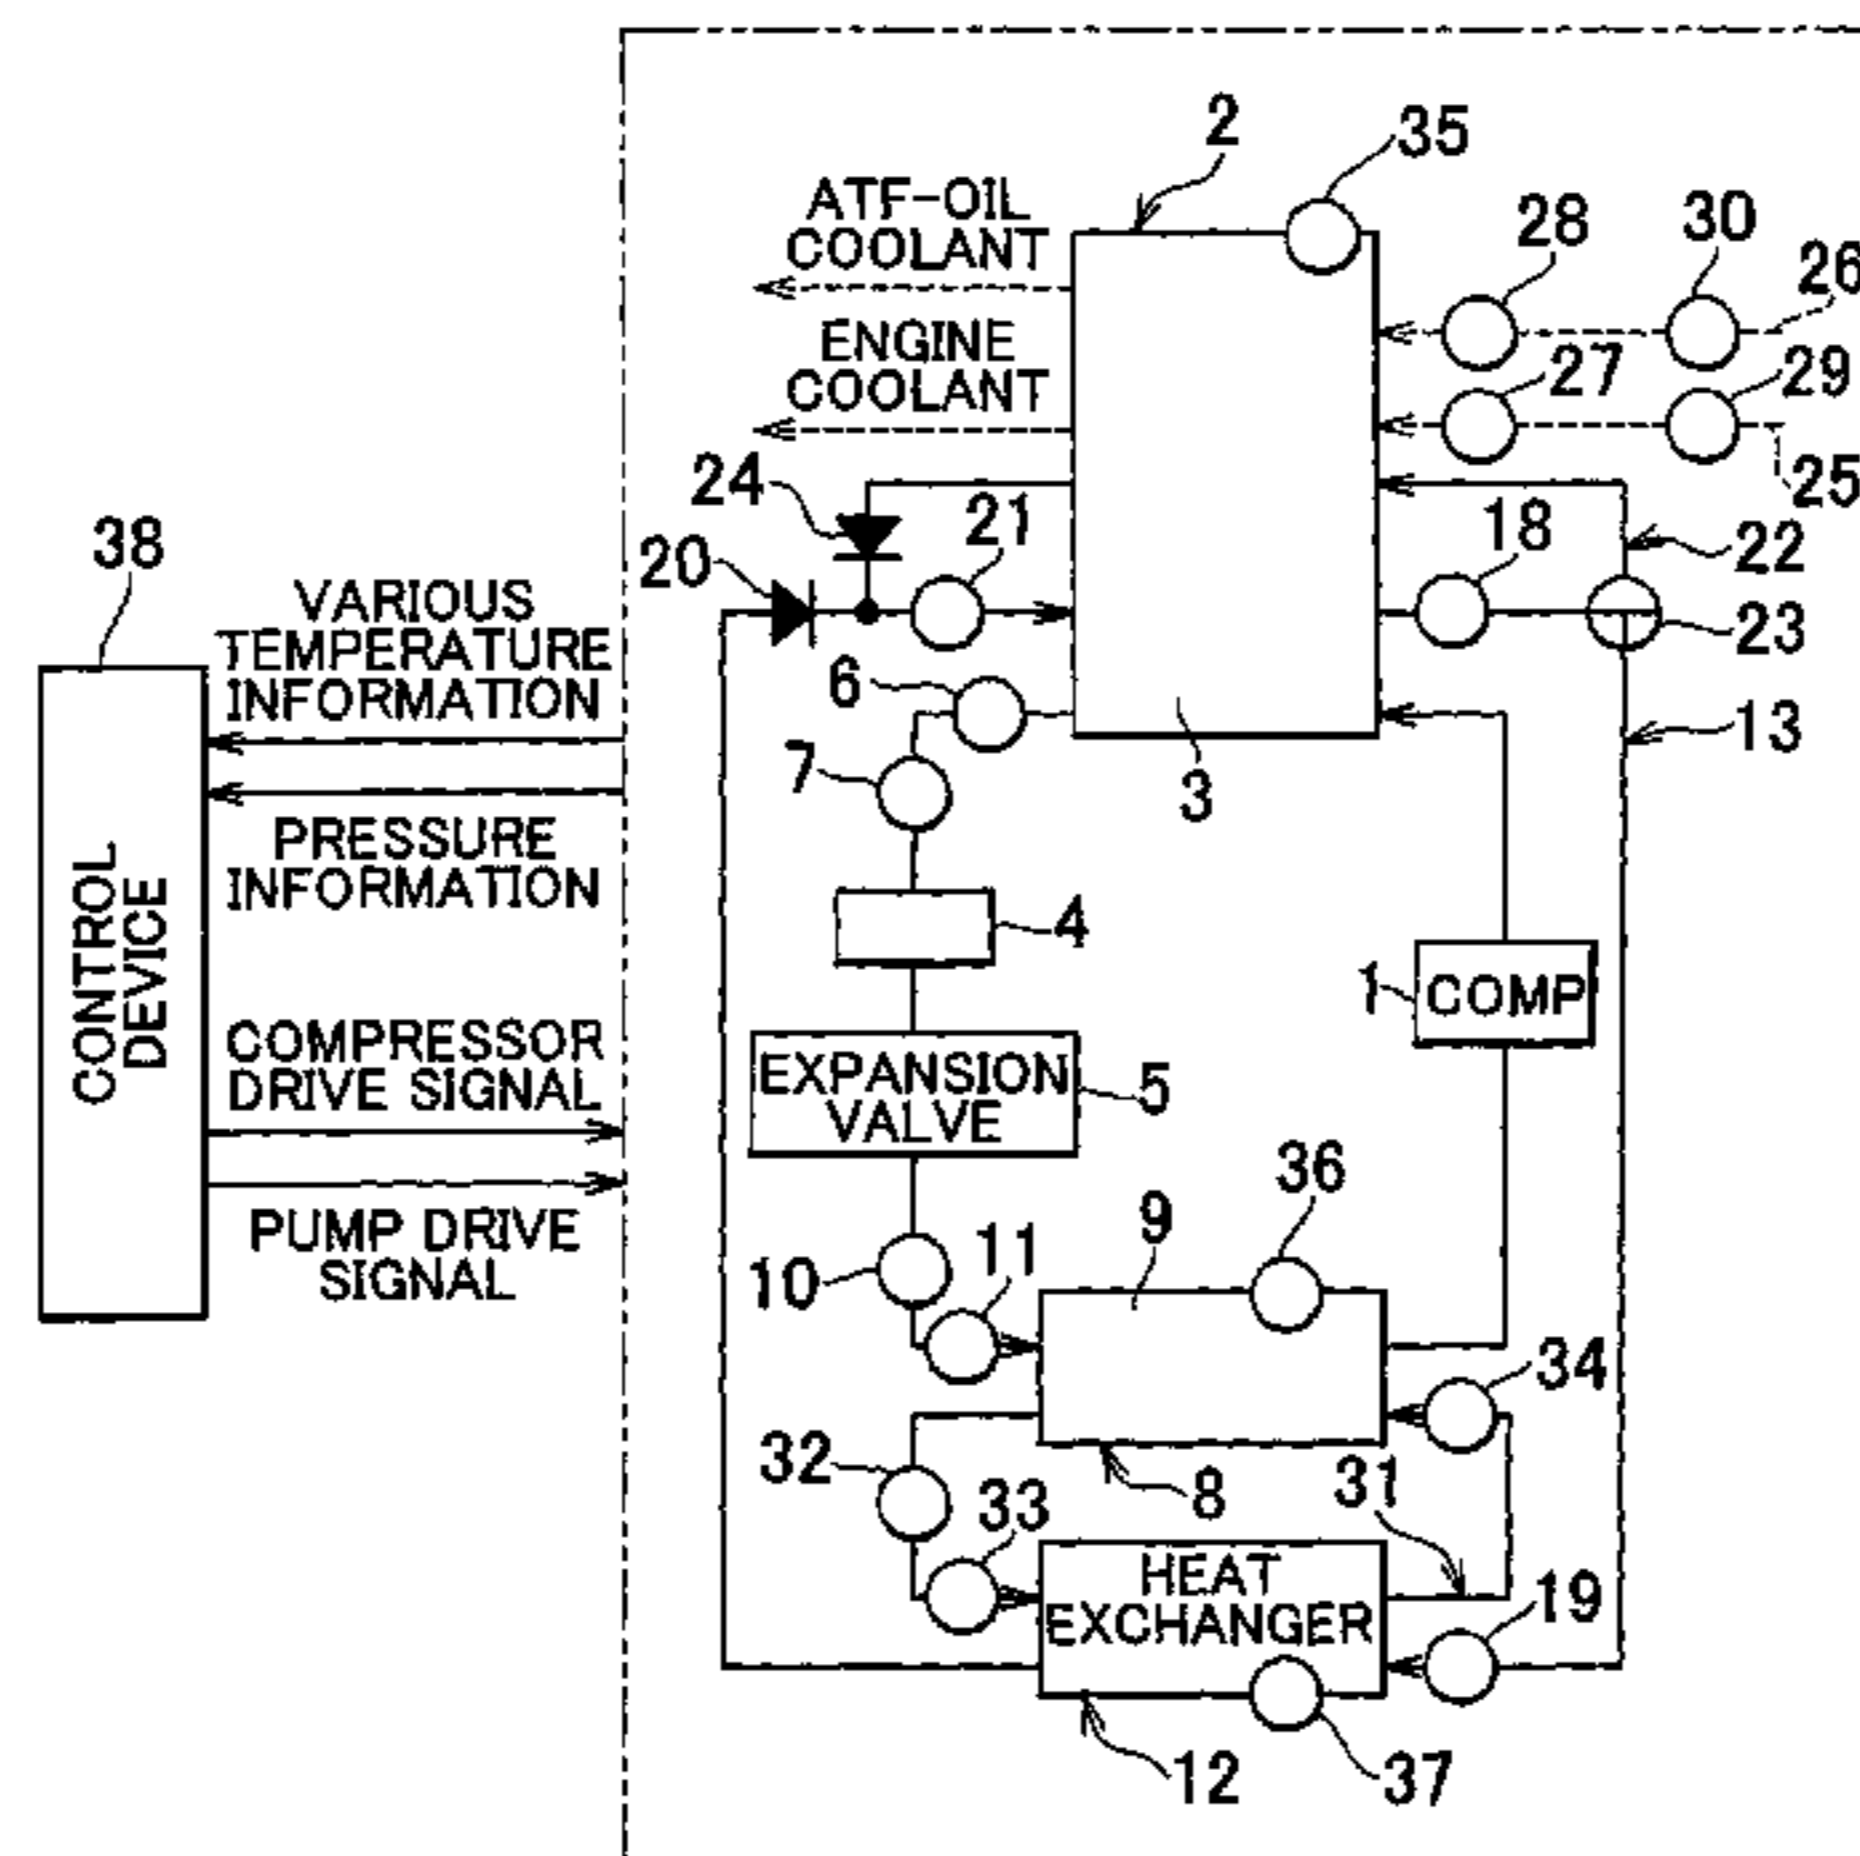 2
35
ATF-OIL
COOLANT
28
30
26
ENGINE
COOLANT
27
29
24
21
18
25
38
20
22
VARIOUS
TEMPERATURE
INFORMATION
23
6
13
7
3
PRESSURE
INFORMATION
CONTROL
DEVICE
4
1
COMP
COMPRESSOR
DRIVE SIGNAL
EXPANSION
VALVE
5
36
PUMP DRIVE
SIGNAL
9
10
11
34
32
8
31
33
HEAT
EXCHANGER
19
12
37